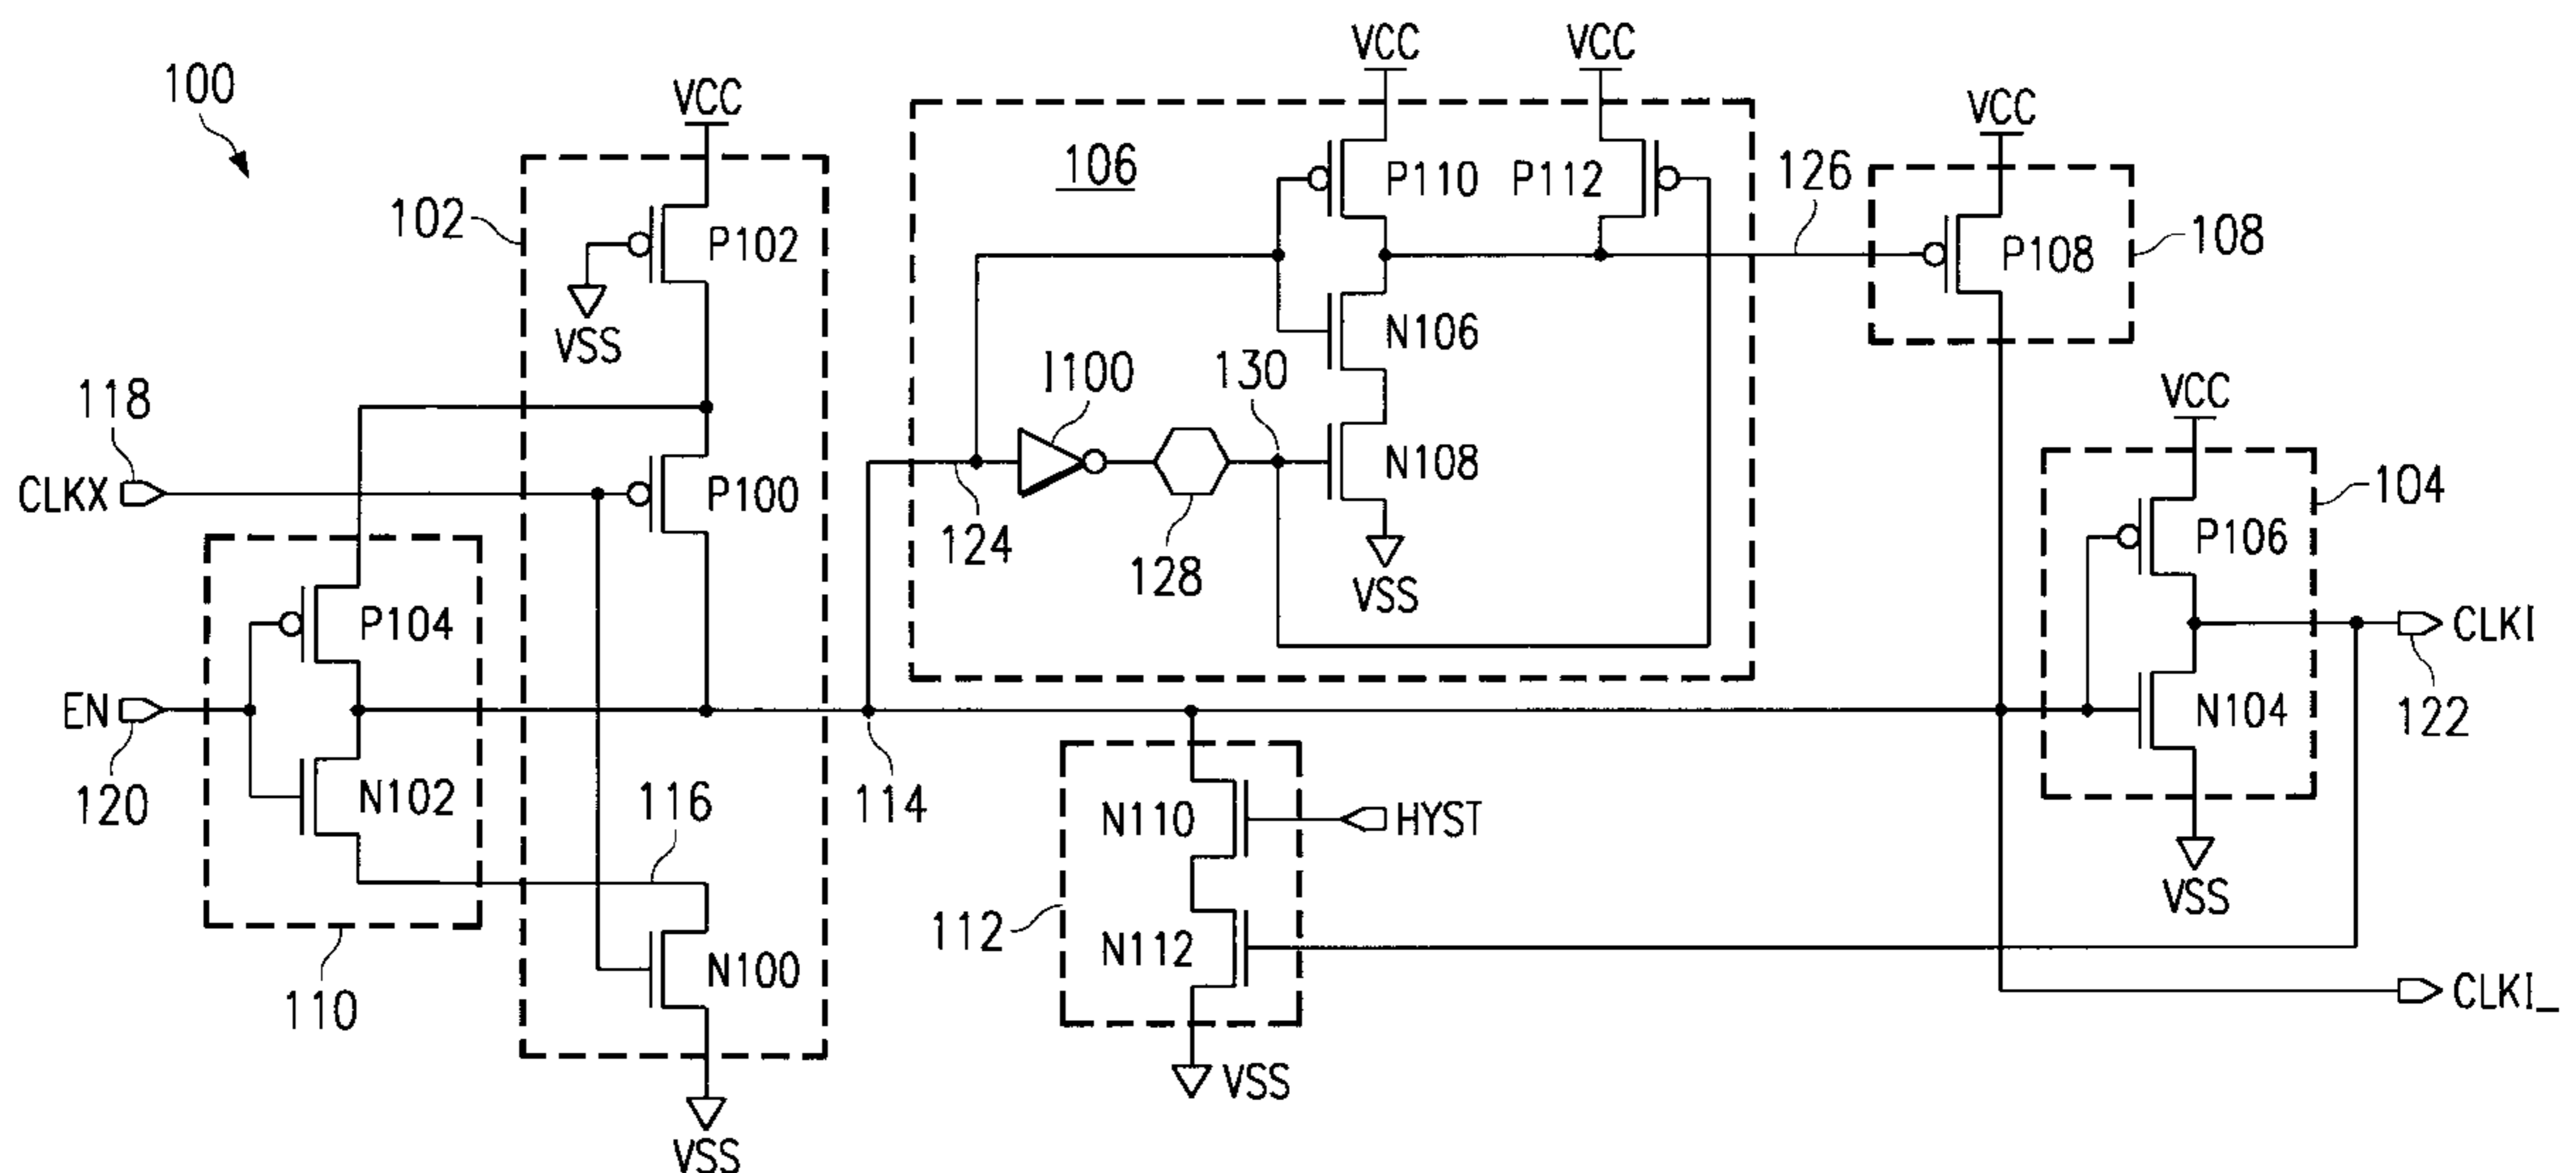 100
VCC
VCC
VCC
VCC
106
P110
P112
126
108
P108
102
P102
VSS
N106
I100
130
118
CLKX
P100
N108
124
128
VSS
VCC
104
P106
P104
CLKI
122
EN
120
N102
116
114
N110
HYST
N104
VSS
112
N112
N100
110
CLKI_
VSS
VSS